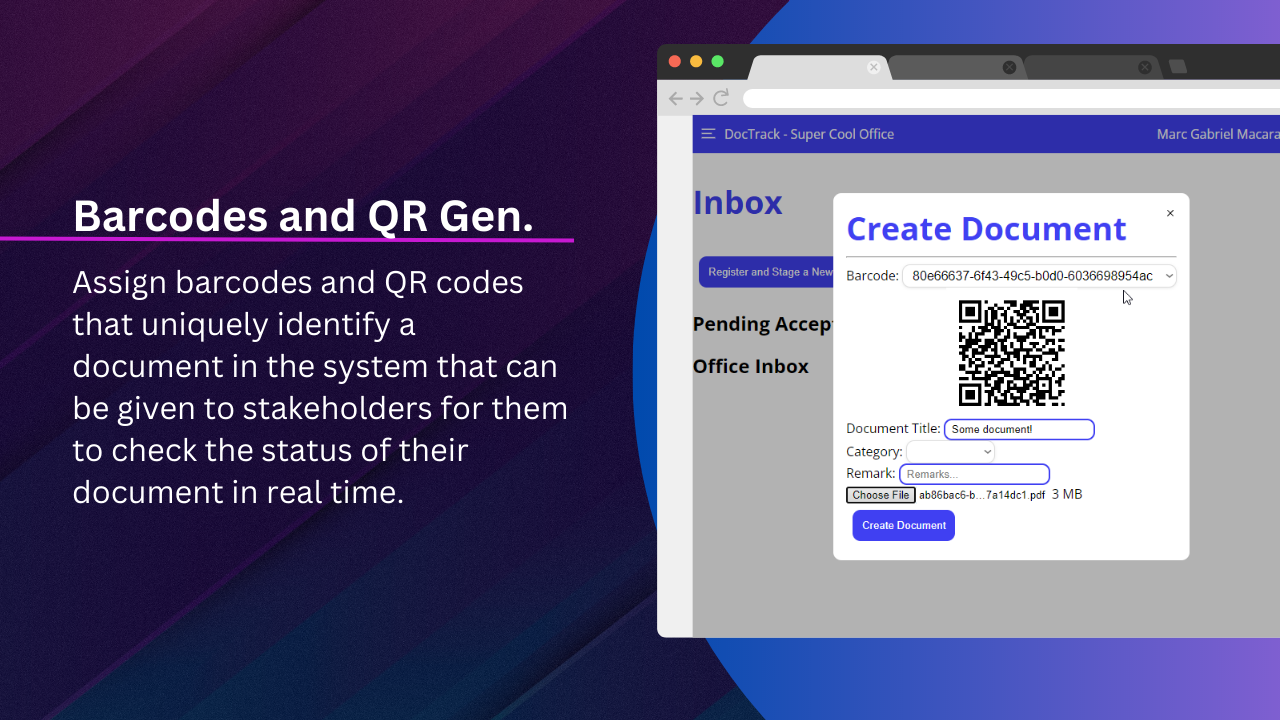 Barcodes and QR Gen.
Assign barcodes and QR codes
that uniquely identify a
document in the system that can
be given to stakeholders for them
to check the status of their
document in real time.
DocTrack - Super Cool Office
Marc Gabriel Macara
Inbox
Register and Stage a New
Pending Accep
Office Inbox
Create Document
Barcode: 80e66637-6f43-49c5-b0d0-6036698954ac
Document Title: Some document!
Category:
Remark: Remarks...
Choose File ab86bac6-b...7a14dc1.pdf 3 MB
Create Document